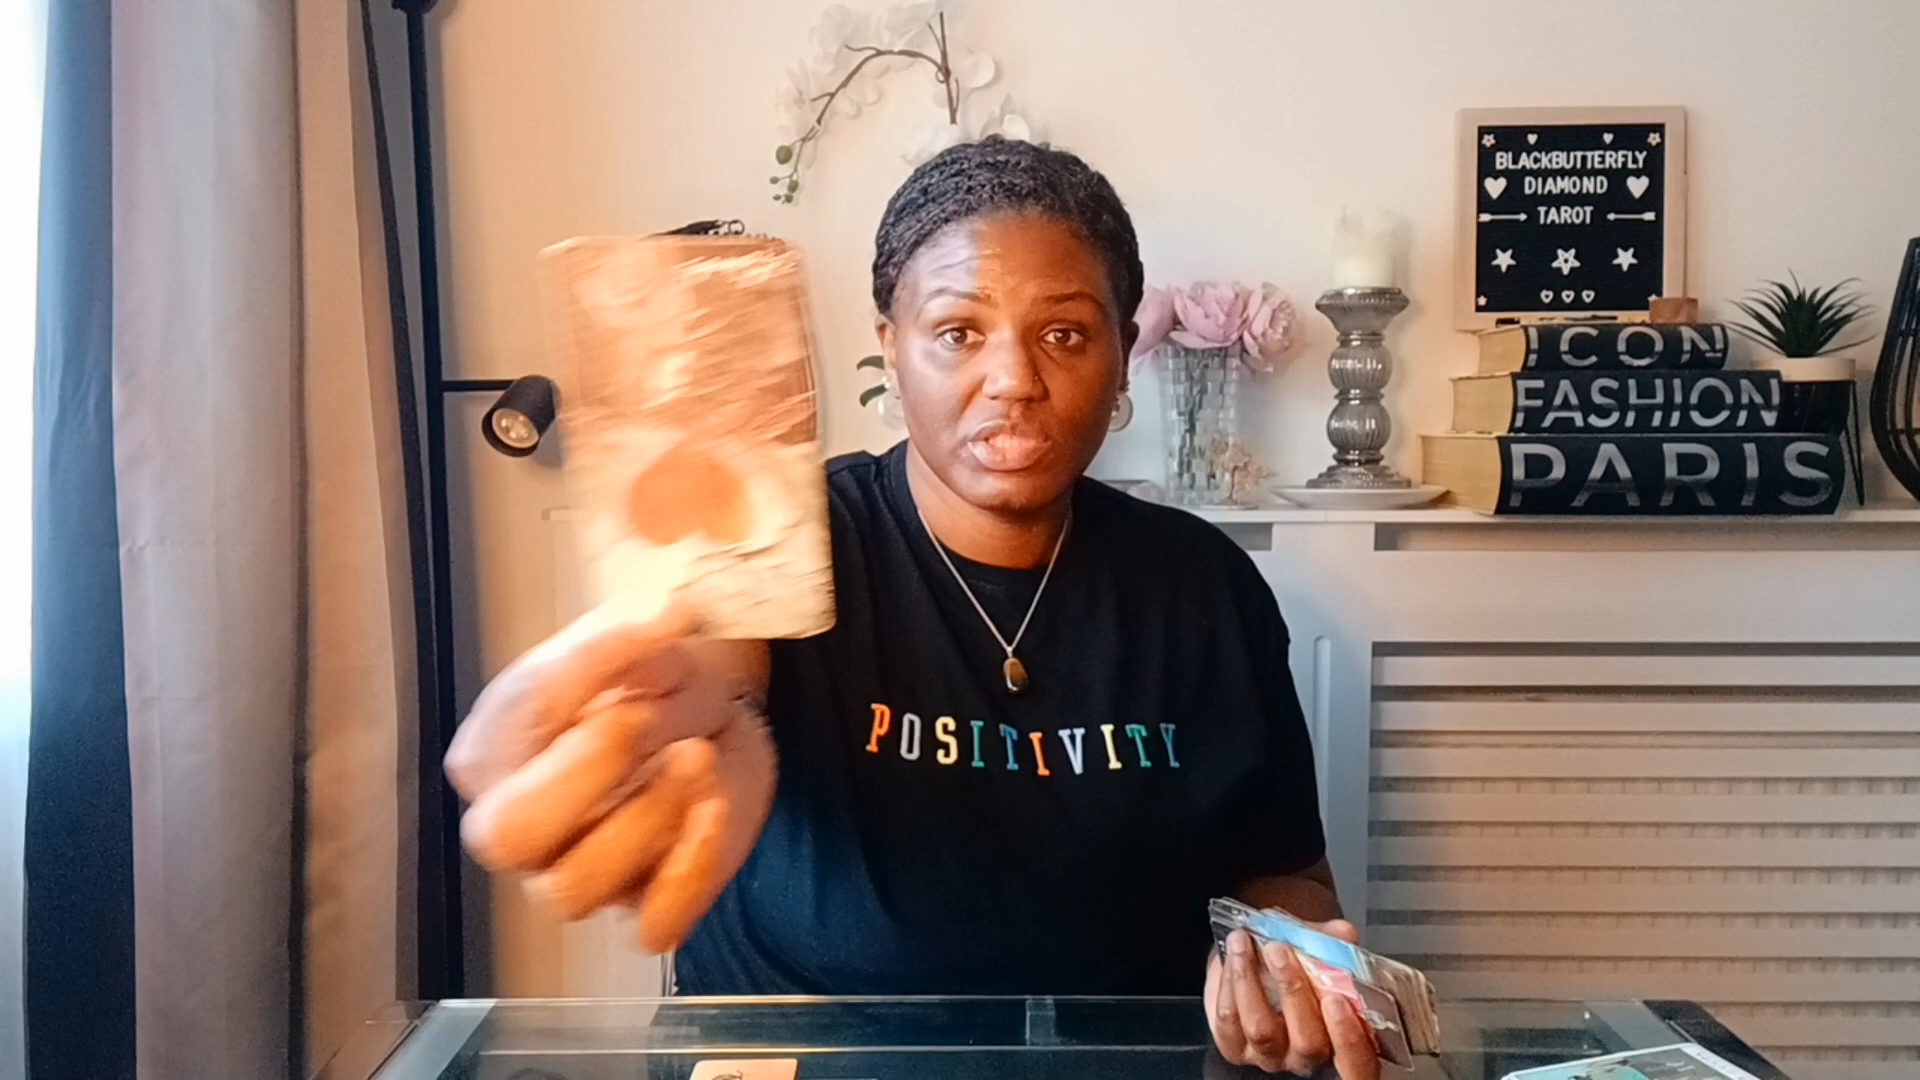 BLACKBUTTERFLY
DIAMOND
TAROT
ICON
FASHION
PARIS
POSITIVITY